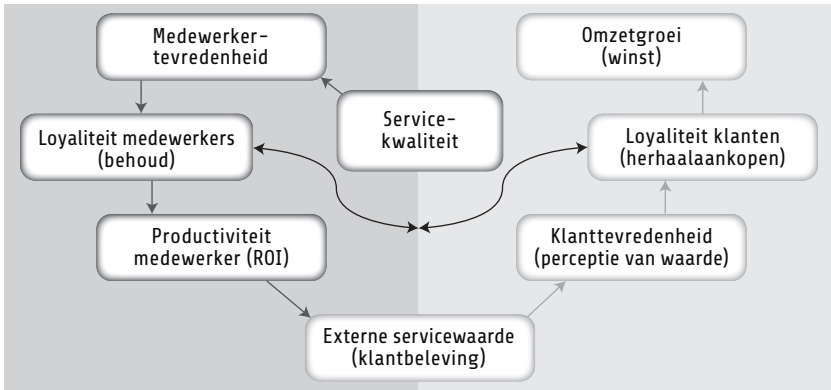 Medewerker-
tevredenheid
Omzetgroei
(winst)
Service-
kwaliteit
Loyaliteit medewerkers
(behoud)
Loyaliteit klanten
(herhaalaankopen)
Productiviteit
medewerker (ROI)
Klanttevredenheid
(perceptie van waarde)
Externe servicewaarde
(klantbeleving)